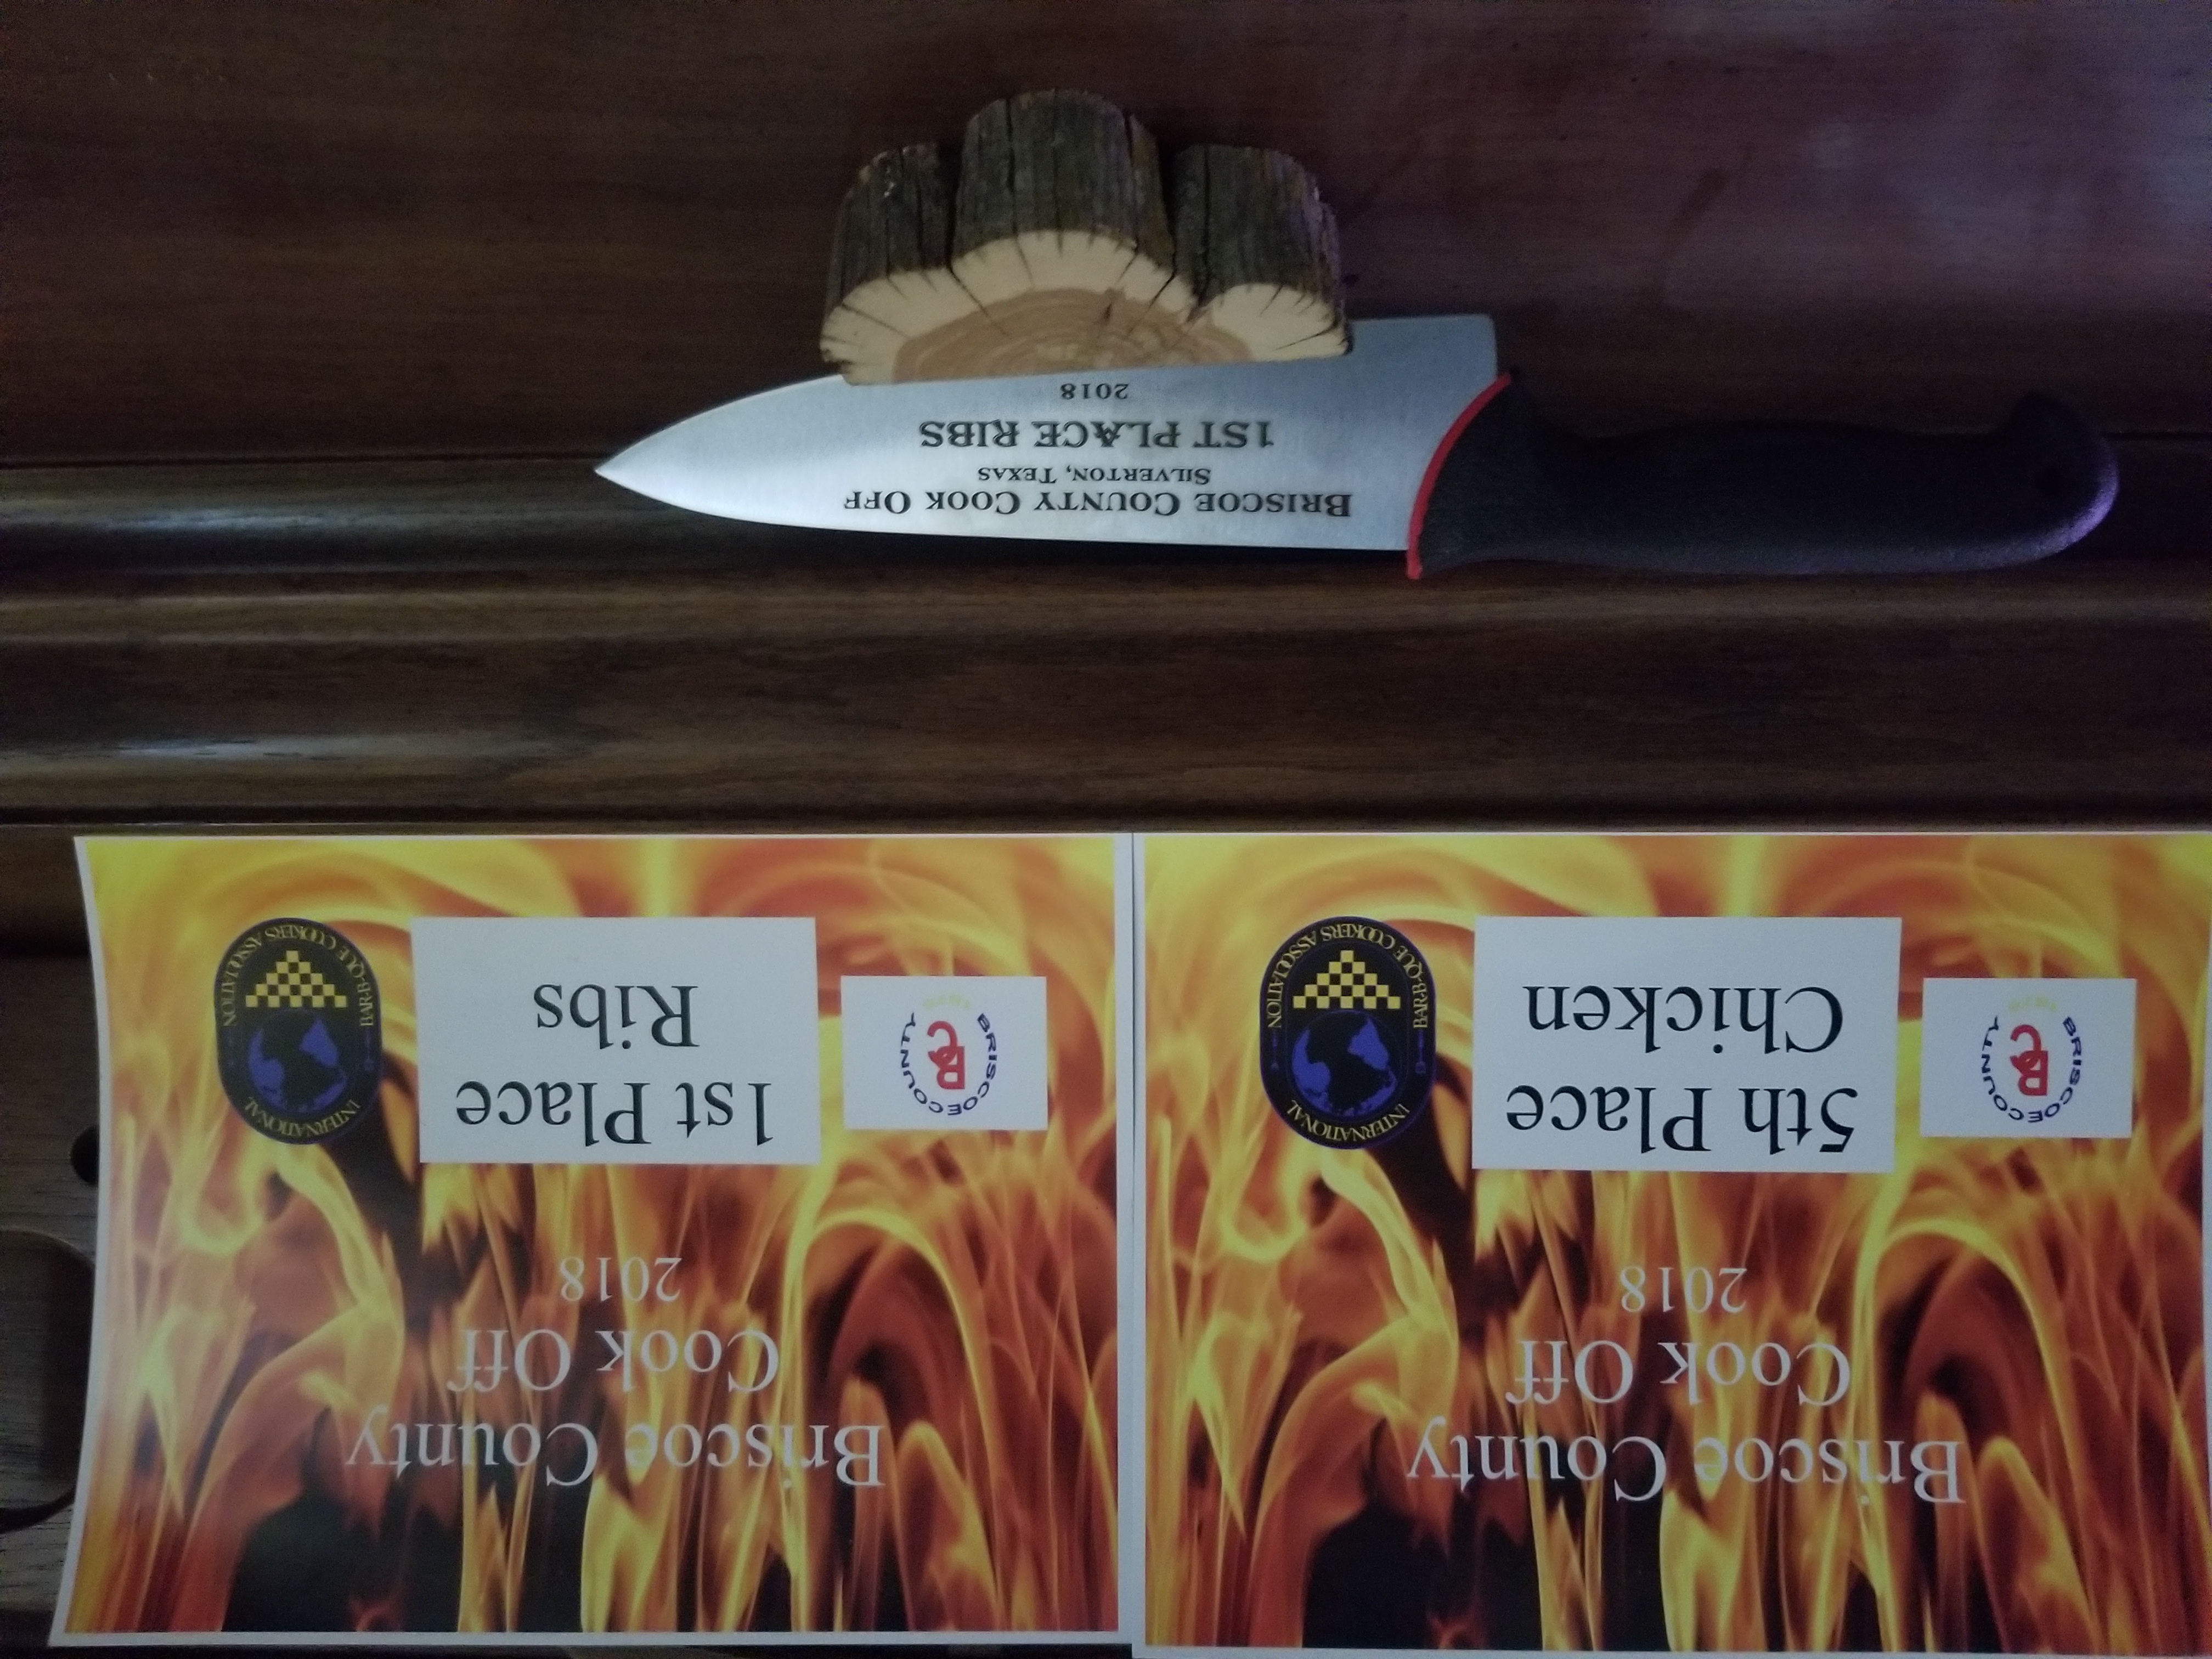 Briscoe County
Cook Off
2018
BRISCOE COUNTY
BC
5th Place
Chicken
INTERNATIONAL
BAR-B-QUE COOKERS ASSOCIATION
Briscoe County
Cook Off
2018
BRISCOE COUNTY
BC
1st Place
Ribs
INTERNATIONAL
BAR-B-QUE COOKERS ASSOCIATION
BRISCOE COUNTY COOK OFF
SILVERTON, TEXAS
1ST PLACE RIBS
2018